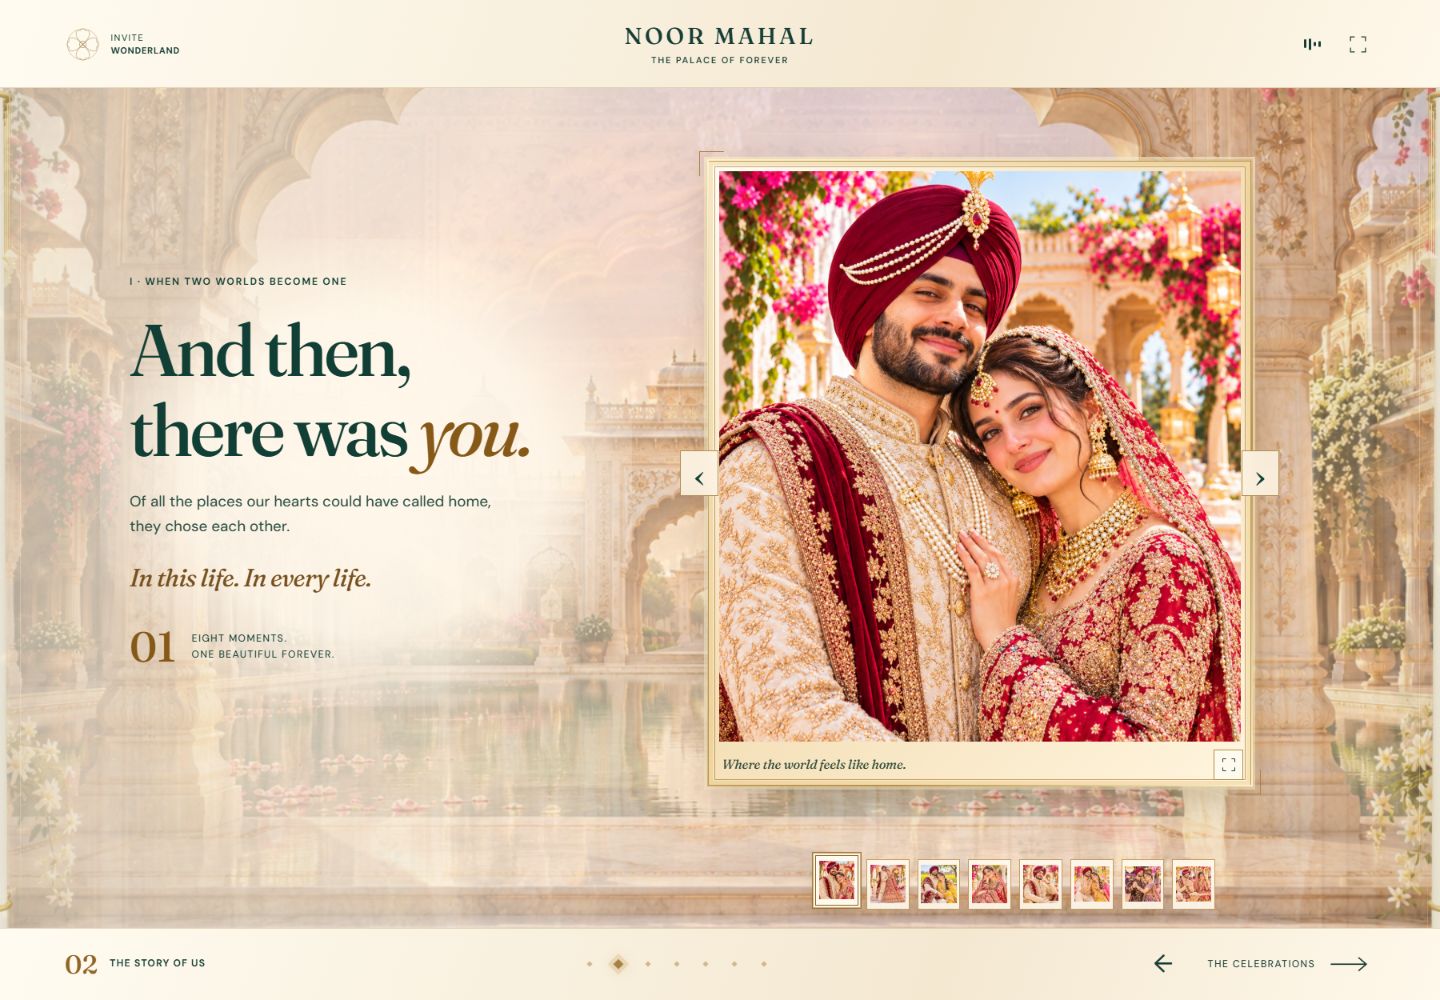 INVITE
WONDERLAND
NOOR MAHAL
THE PALACE OF FOREVER
I · WHEN TWO WORLDS BECOME ONE
And then,
there was you.
Of all the places our hearts could have called home,
they chose each other.
In this life. In every life.
01
EIGHT MOMENTS.
ONE BEAUTIFUL FOREVER.
Where the world feels like home.
02 THE STORY OF US
THE CELEBRATIONS